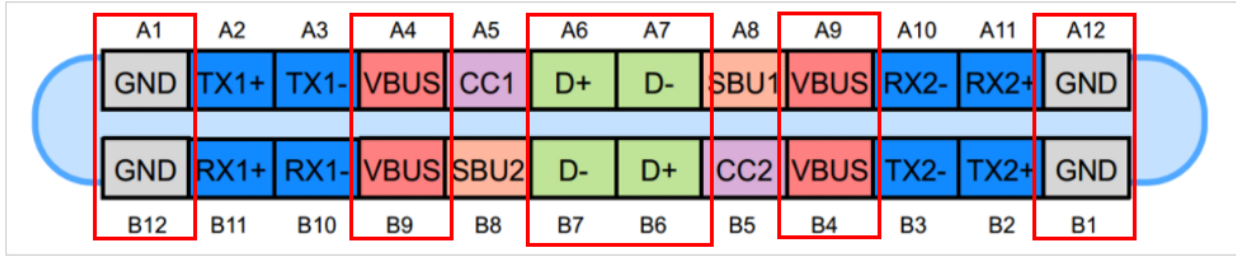 A1 A2 A3 A4 A5 A6 A7 A8 A9 A10 A11 A12
GND TX1+ TX1- VBUS CC1 D+ D- SBU1 VBUS RX2- RX2+ GND
GND RX1+ RX1- VBUS SBU2 D- D+ CC2 VBUS TX2- TX2+ GND
B12 B11 B10 B9 B8 B7 B6 B5 B4 B3 B2 B1